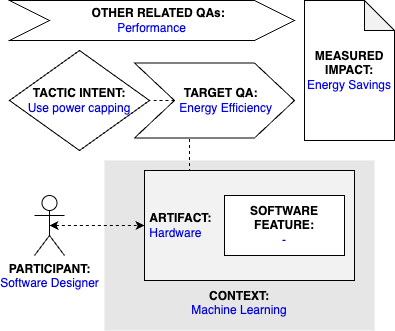 OTHER RELATED QAs:
Performance
MEASURED
IMPACT:
Energy Savings
TACTIC INTENT:
Use power capping
TARGET QA:
Energy Efficiency
ARTIFACT:
Hardware
SOFTWARE
FEATURE:
-
PARTICIPANT:
Software Designer
CONTEXT:
Machine Learning